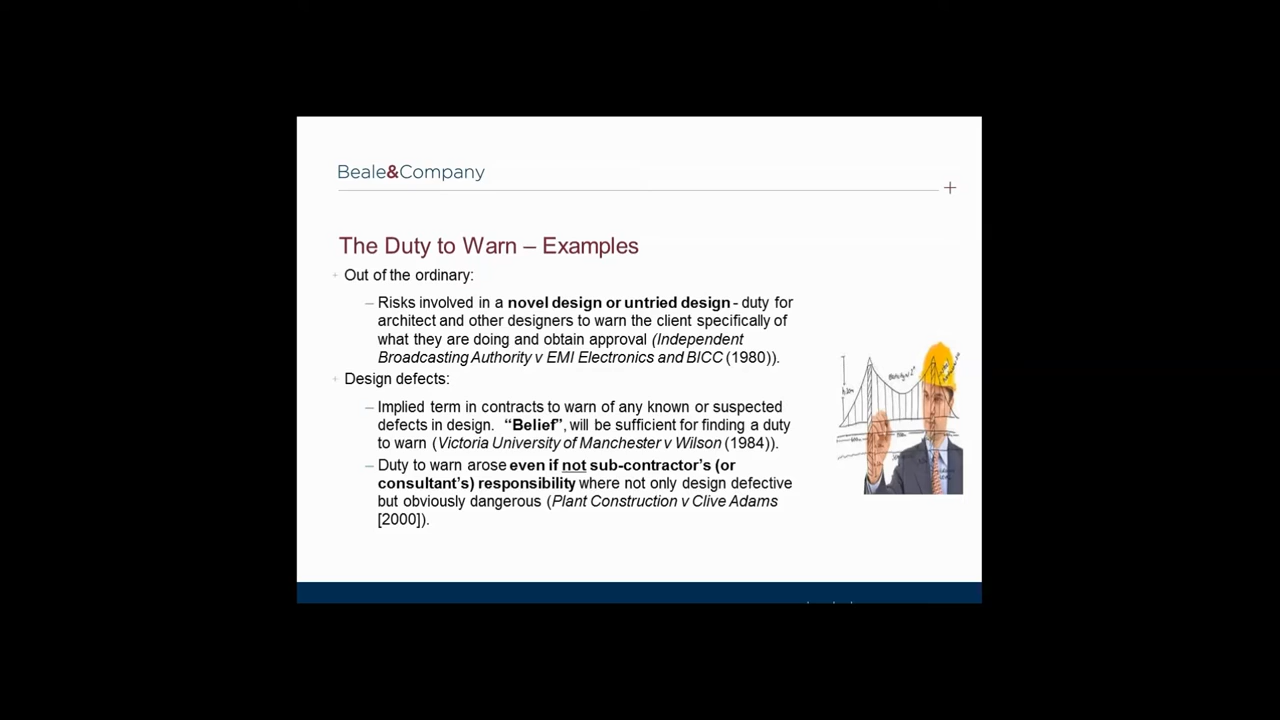 Beale&Company
The Duty to Warn – Examples
Out of the ordinary:
– Risks involved in a novel design or untried design - duty for
architect and other designers to warn the client specifically of
what they are doing and obtain approval (Independent
Broadcasting Authority v EMI Electronics and BICC (1980)).
Design defects:
– Implied term in contracts to warn of any known or suspected
defects in design. “Belief”, will be sufficient for finding a duty
to warn (Victoria University of Manchester v Wilson (1984)).
– Duty to warn arose even if not sub-contractor’s (or
consultant’s) responsibility where not only design defective
but obviously dangerous (Plant Construction v Clive Adams
[2000]).